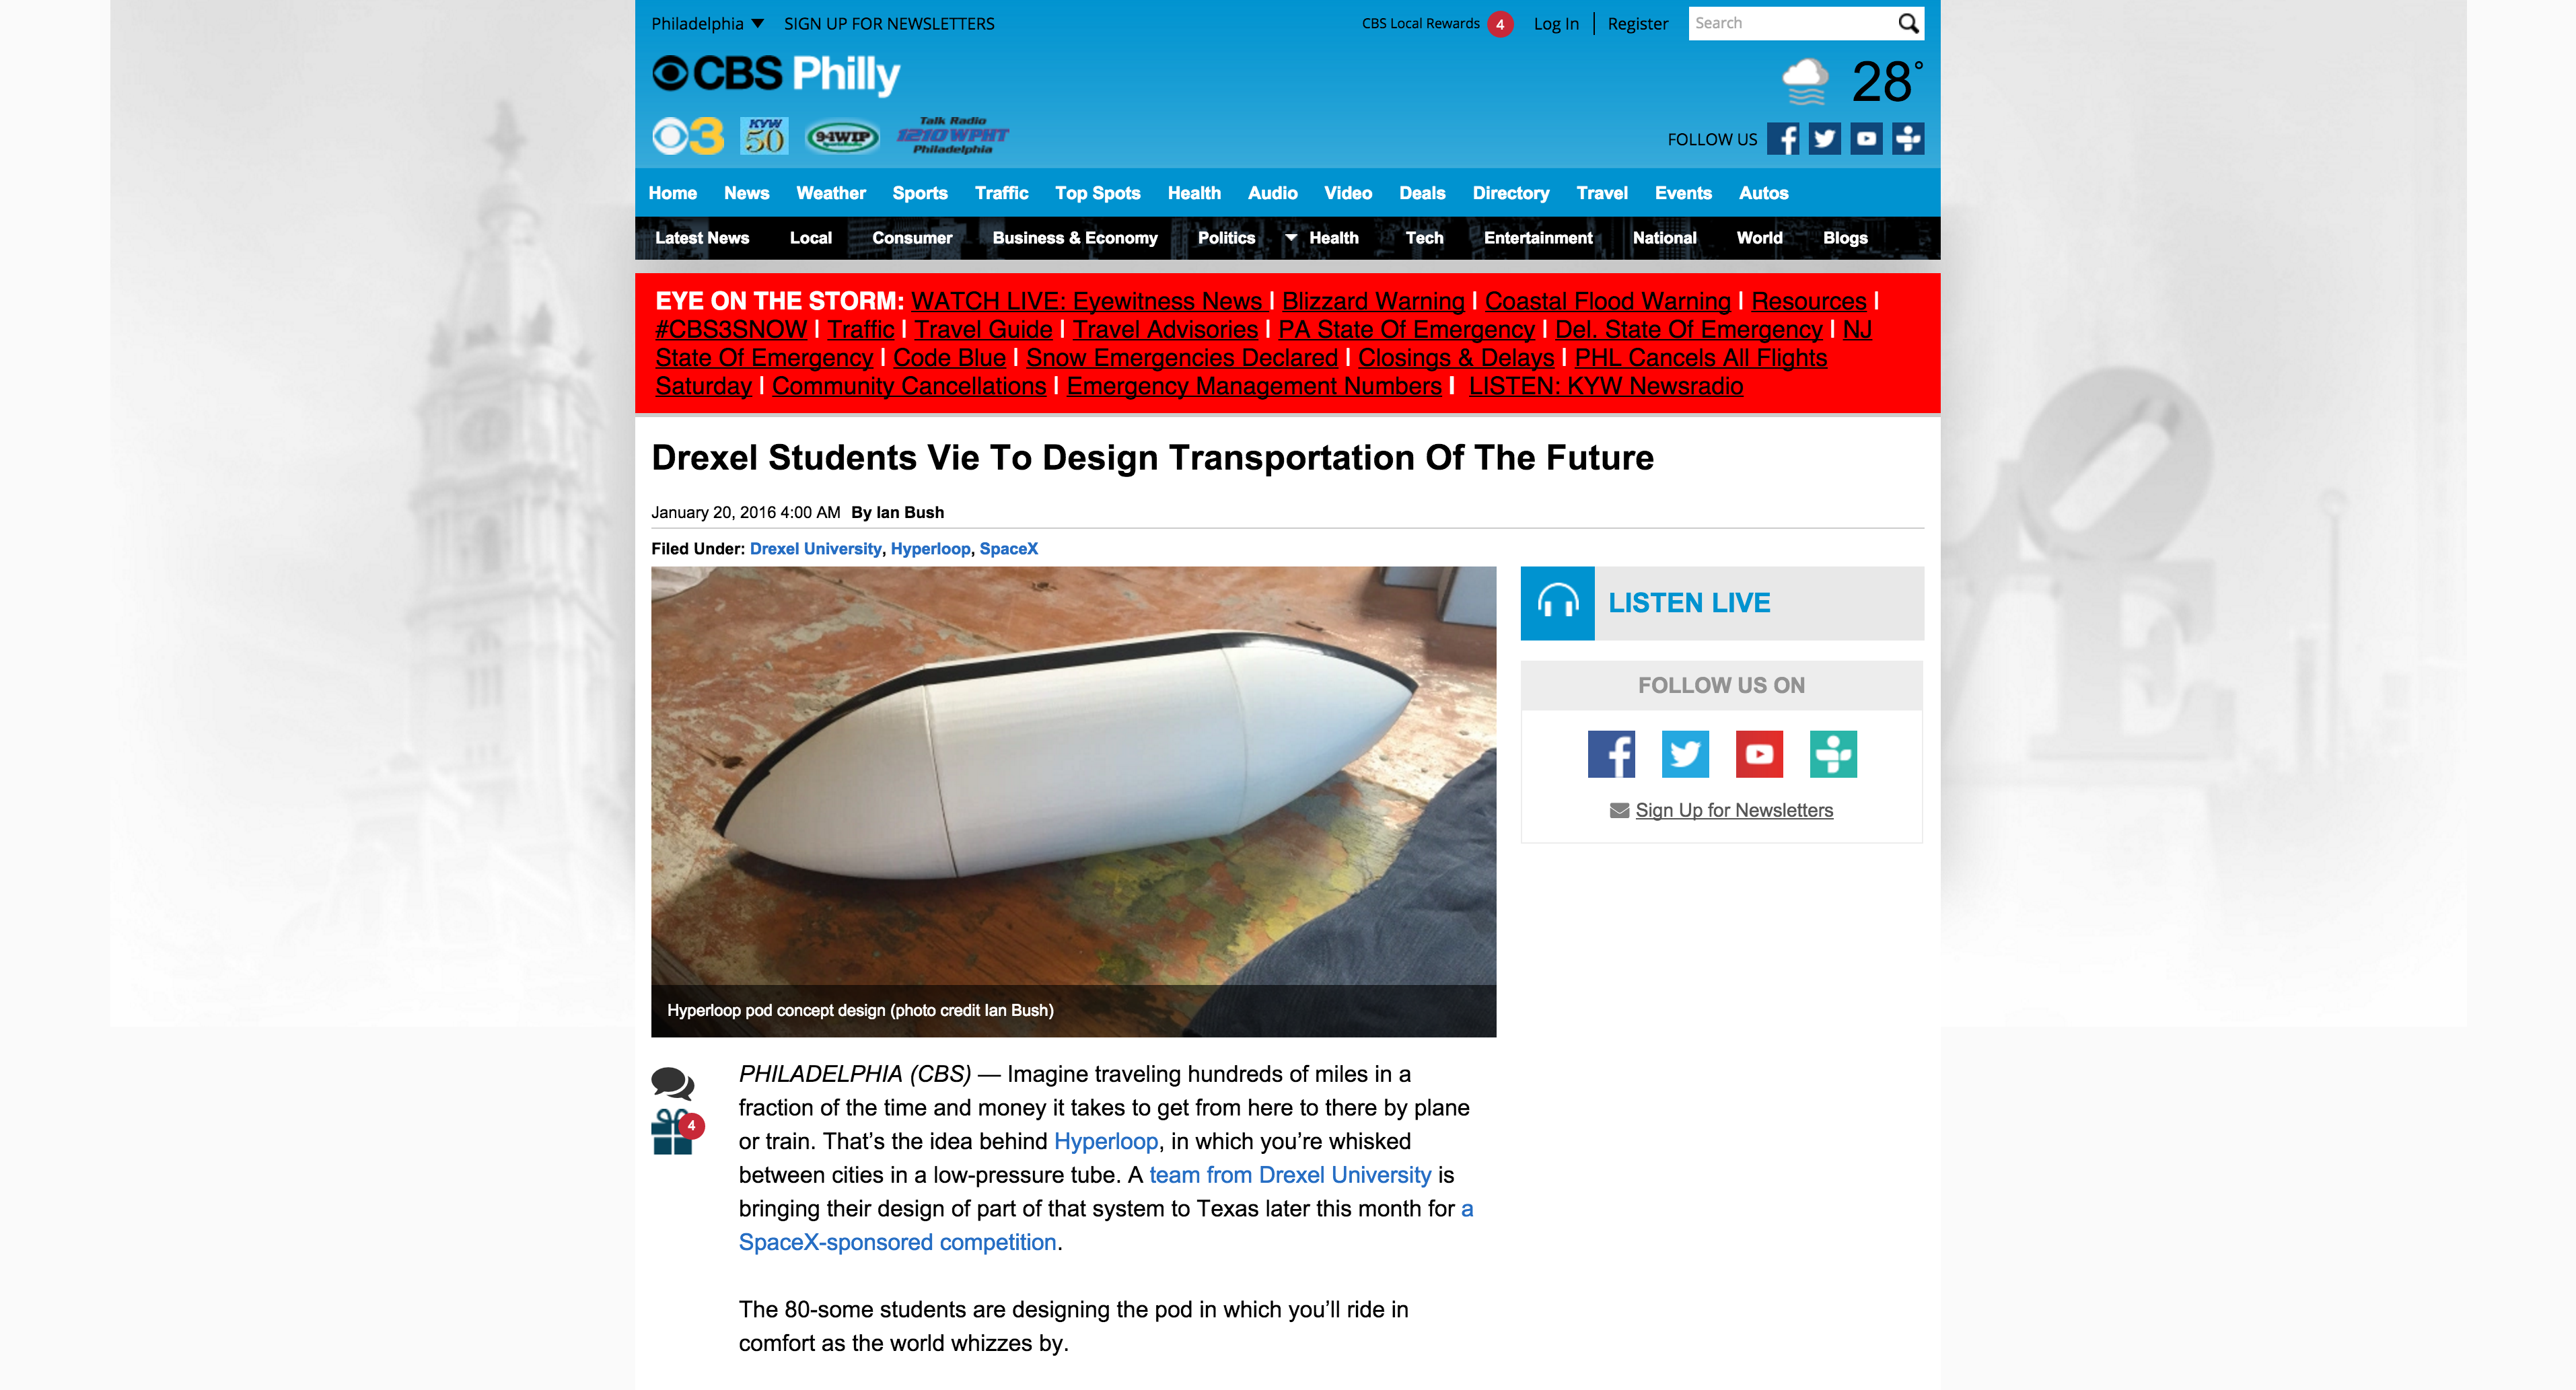 Philadelphia SIGN UP FOR NEWSLETTERS
CBS Local Rewards 4 Log In Register Search
CBS Philly
28°
3 KYW 50 94WIP SportsRadio Talk Radio 1210 WPHT Philadelphia
FOLLOW US
Home News Weather Sports Traffic Top Spots Health Audio Video Deals Directory Travel Events Autos
Latest News Local Consumer Business & Economy Politics Health Tech Entertainment National World Blogs
EYE ON THE STORM: WATCH LIVE: Eyewitness News | Blizzard Warning | Coastal Flood Warning | Resources |
#CBS3SNOW | Traffic | Travel Guide | Travel Advisories | PA State Of Emergency | Del. State Of Emergency | NJ
State Of Emergency | Code Blue | Snow Emergencies Declared | Closings & Delays | PHL Cancels All Flights
Saturday | Community Cancellations | Emergency Management Numbers | LISTEN: KYW Newsradio
Drexel Students Vie To Design Transportation Of The Future
January 20, 2016 4:00 AM By Ian Bush
Filed Under: Drexel University, Hyperloop, SpaceX
LISTEN LIVE
FOLLOW US ON
Sign Up for Newsletters
Hyperloop pod concept design (photo credit Ian Bush)
4
PHILADELPHIA (CBS) — Imagine traveling hundreds of miles in a
fraction of the time and money it takes to get from here to there by plane
or train. That’s the idea behind Hyperloop, in which you’re whisked
between cities in a low-pressure tube. A team from Drexel University is
bringing their design of part of that system to Texas later this month for a
SpaceX-sponsored competition.
The 80-some students are designing the pod in which you’ll ride in
comfort as the world whizzes by.